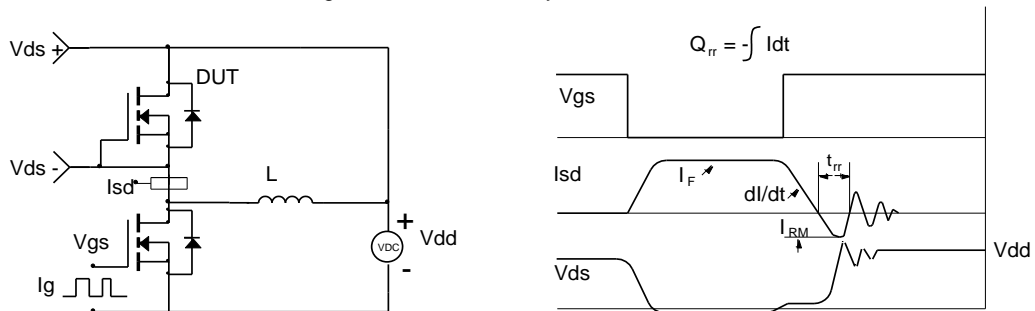 Vds +
DUT
Vds -
Isd
L
Vgs
Ig
VDC
+
-
Vdd
Qrr = -∫ Idt
Vgs
Isd
IF
dI/dt
trr
IRM
Vdd
Vds